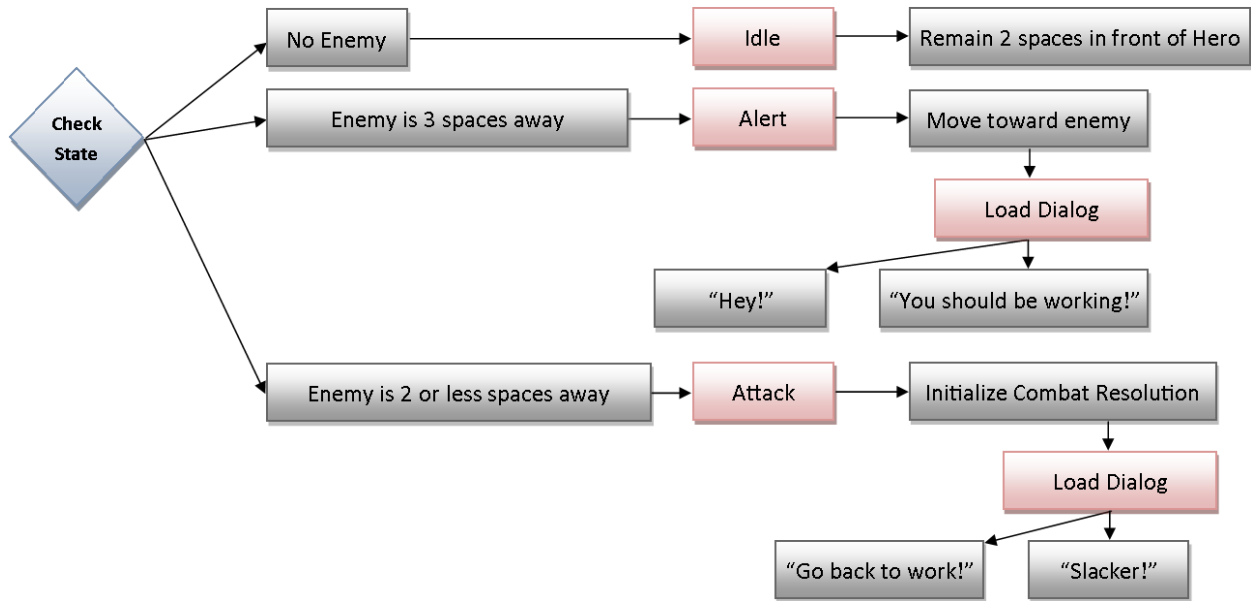 No Enemy
Idle
Remain 2 spaces in front of Hero
Check
State
Enemy is 3 spaces away
Alert
Move toward enemy
Load Dialog
“Hey!”
“You should be working!”
Enemy is 2 or less spaces away
Attack
Initialize Combat Resolution
Load Dialog
“Go back to work!”
“Slacker!”